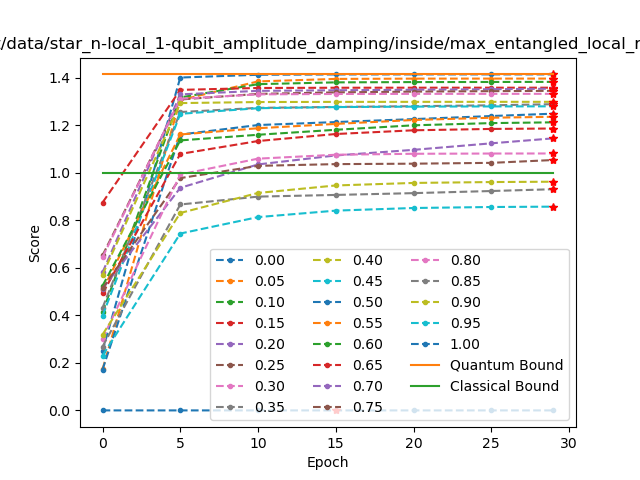 /data/star_n-local_1-qubit_amplitude_damping/inside/max_entangled_local_
1.4
1.2
1.0
0.8
0.6
0.4
0.2
0.0
Score
0.00 0.40 0.80
0.05 0.45 0.85
0.10 0.50 0.90
0.15 0.55 0.95
0.20 0.60 1.00
0.25 0.65 Quantum Bound
0.30 0.70 Classical Bound
0.35 0.75
0 5 10 15 20 25 30
Epoch